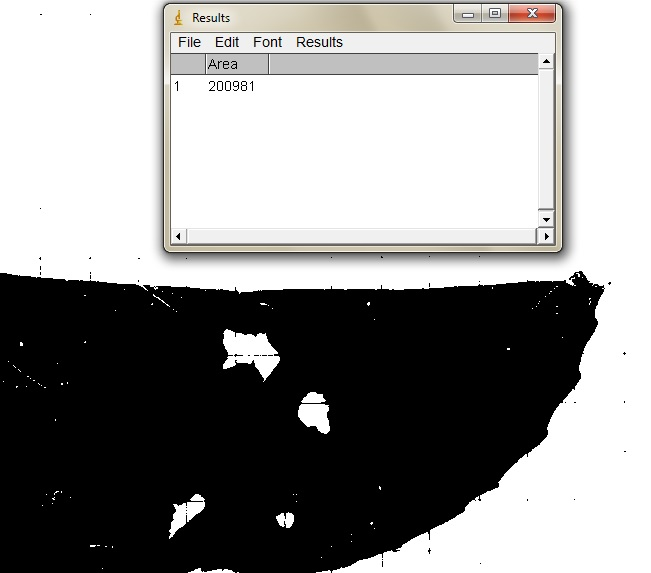 Results
File Edit Font Results
Area
1 200981